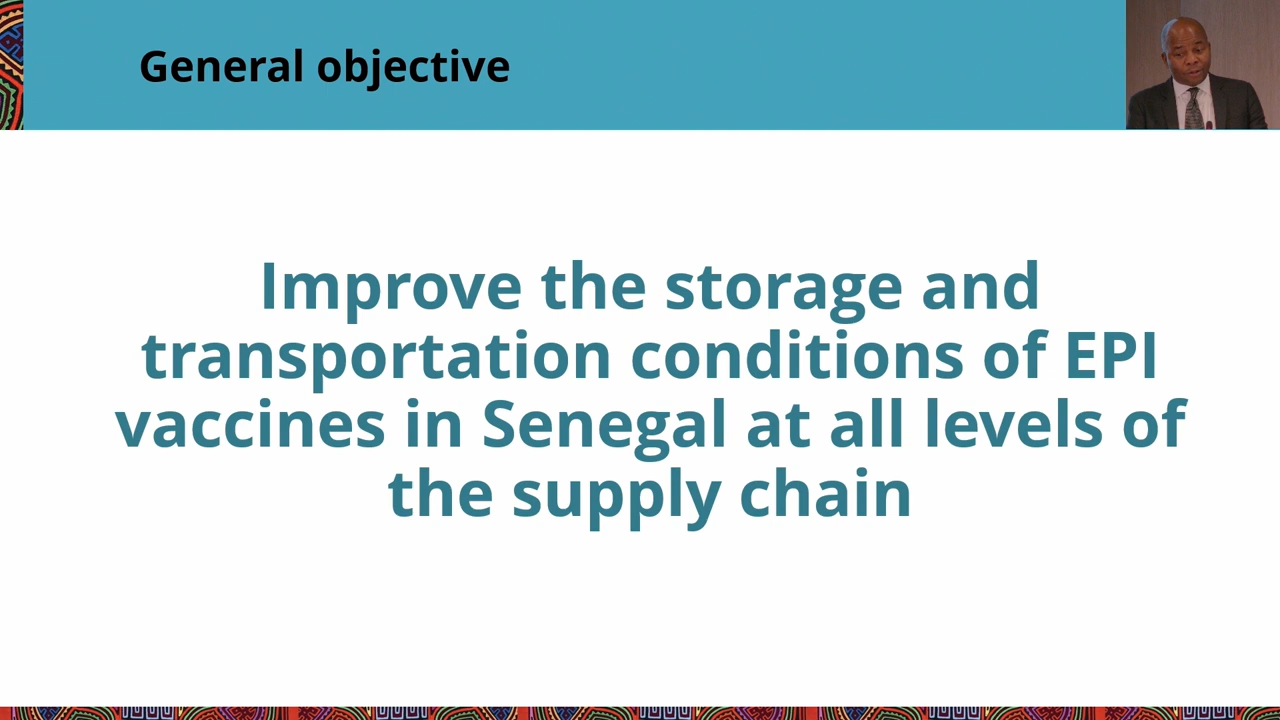 General objective
Improve the storage and
transportation conditions of EPI
vaccines in Senegal at all levels of
the supply chain